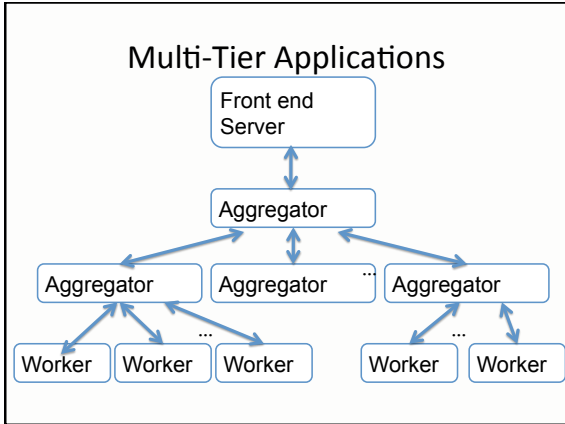 Multi-Tier Applications
Front end
Server
Aggregator
Aggregator
Aggregator
...
Aggregator
...
...
Worker
Worker
Worker
Worker
Worker